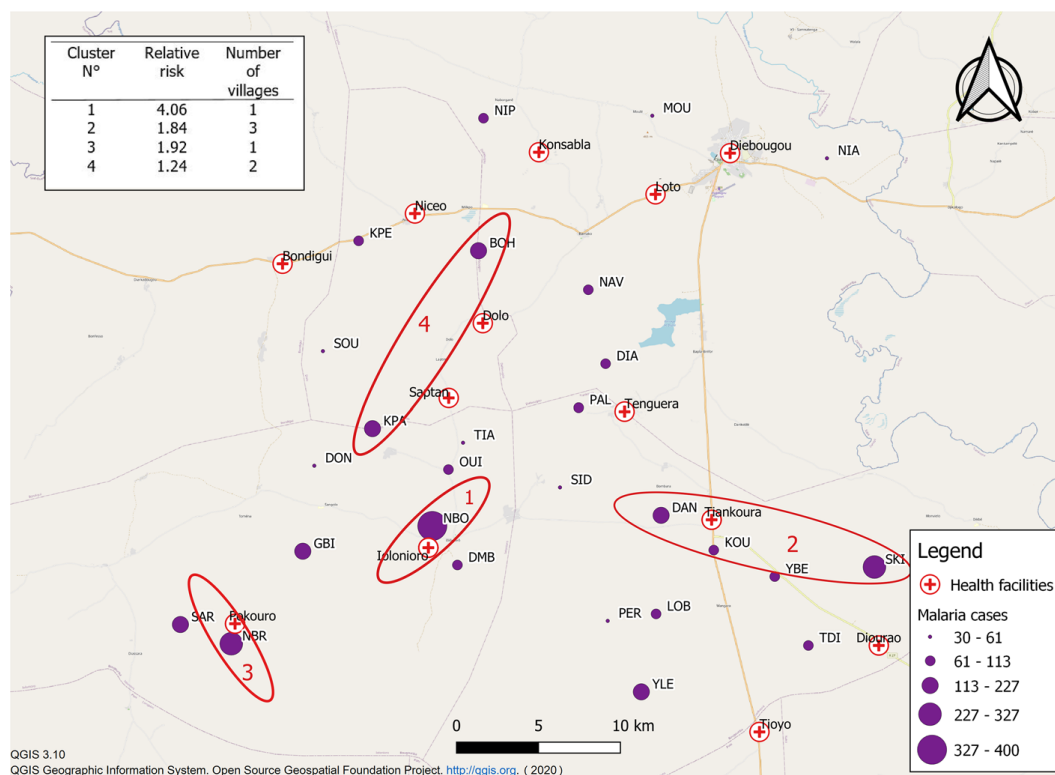 Cluster N° Relative risk Number of villages
1 4.06 1
2 1.84 3
3 1.92 1
4 1.24 2
NIP
MOU
Konsabla
Diebougou
NIA
Loto
Niceo
KPE
BOH
Bondigui
NAV
4
Dolo
SOU
DIA
Saptan
PAL
Tenguera
KPA
TIA
DON
OUI
SID
1
DAN
Tiankoura
NBO
KOU
2
Iolonioro
GBI
DMB
SKI
YBE
SAR
Pokouro
NBR
3
PER
LOB
TDI
Diourao
YLE
Tioyo
Legend
Health facilities
Malaria cases
30 - 61
61 - 113
113 - 227
227 - 327
327 - 400
0 5 10 km
QGIS 3.10
QGIS Geographic Information System. Open Source Geospatial Foundation Project. http://qgis.org. ( 2020 )